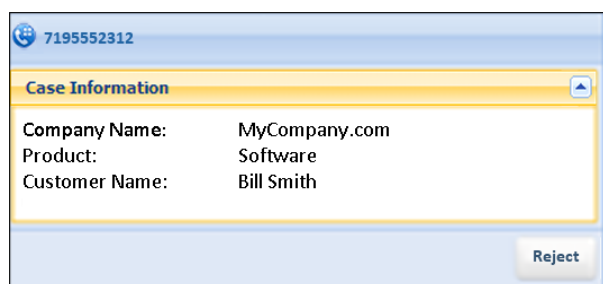 7195552312
Case Information
Company Name: MyCompany.com
Product: Software
Customer Name: Bill Smith
Reject